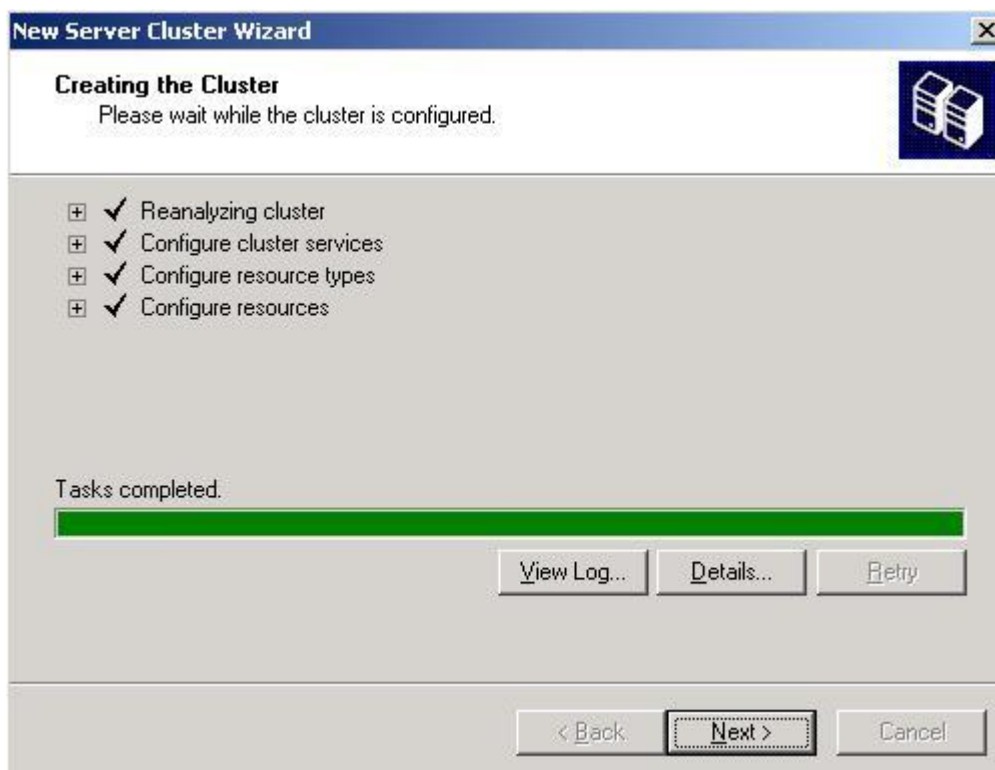 New Server Cluster Wizard
Creating the Cluster
Please wait while the cluster is configured.
Reanalyzing cluster
Configure cluster services
Configure resource types
Configure resources
Tasks completed.
View Log... Details... Retry
< Back Next > Cancel